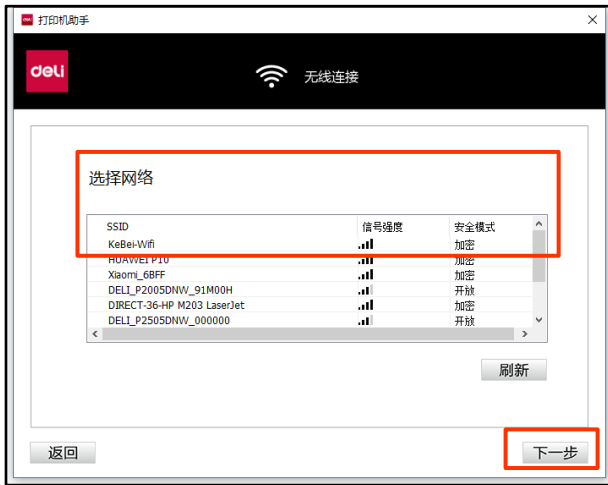 打印机助手
deli
无线连接
选择网络
SSID 信号强度 安全模式
KeBei-Wifi 加密
HUAWEI P10 加密
Xiaomi_6BFF 加密
DELI_P2005DNW_91M00H 开放
DIRECT-36-HP M203 LaserJet 加密
DELI_P2505DNW_000000 开放
刷新
返回 下一步